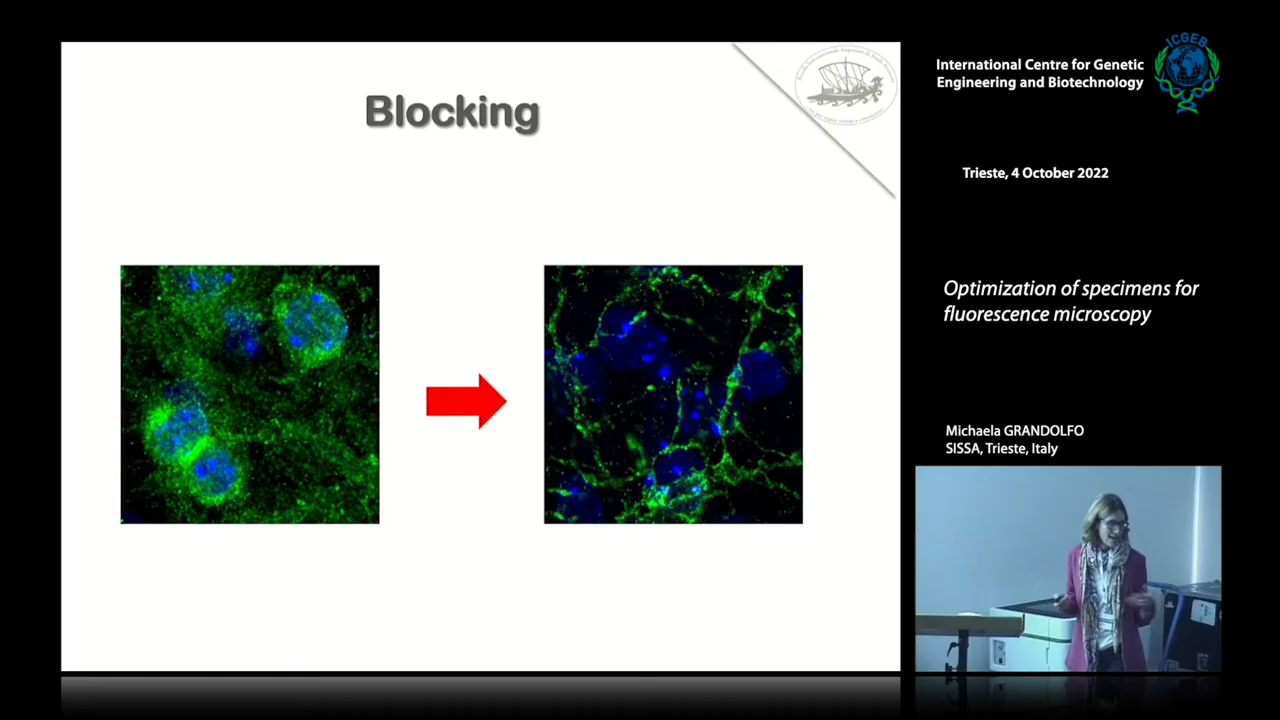 Blocking
International Centre for Genetic
Engineering and Biotechnology
ICGEB
Trieste, 4 October 2022
Optimization of specimens for
fluorescence microscopy
Michaela GRANDOLFO
SISSA, Trieste, Italy